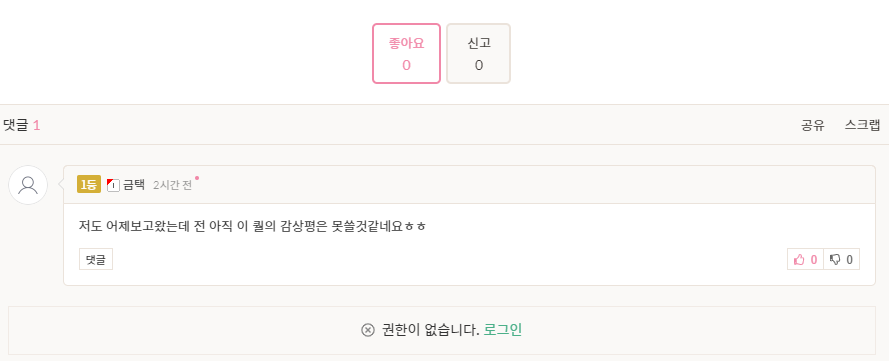 좋아요 신고
0 0
댓글 1 공유 스크랩
1등 1 금택 2시간 전
저도 어제보고왔는데 전 아직 이 퀄의 감상평은 못쓸것같네요ㅎㅎ
댓글 0 0
권한이 없습니다. 로그인